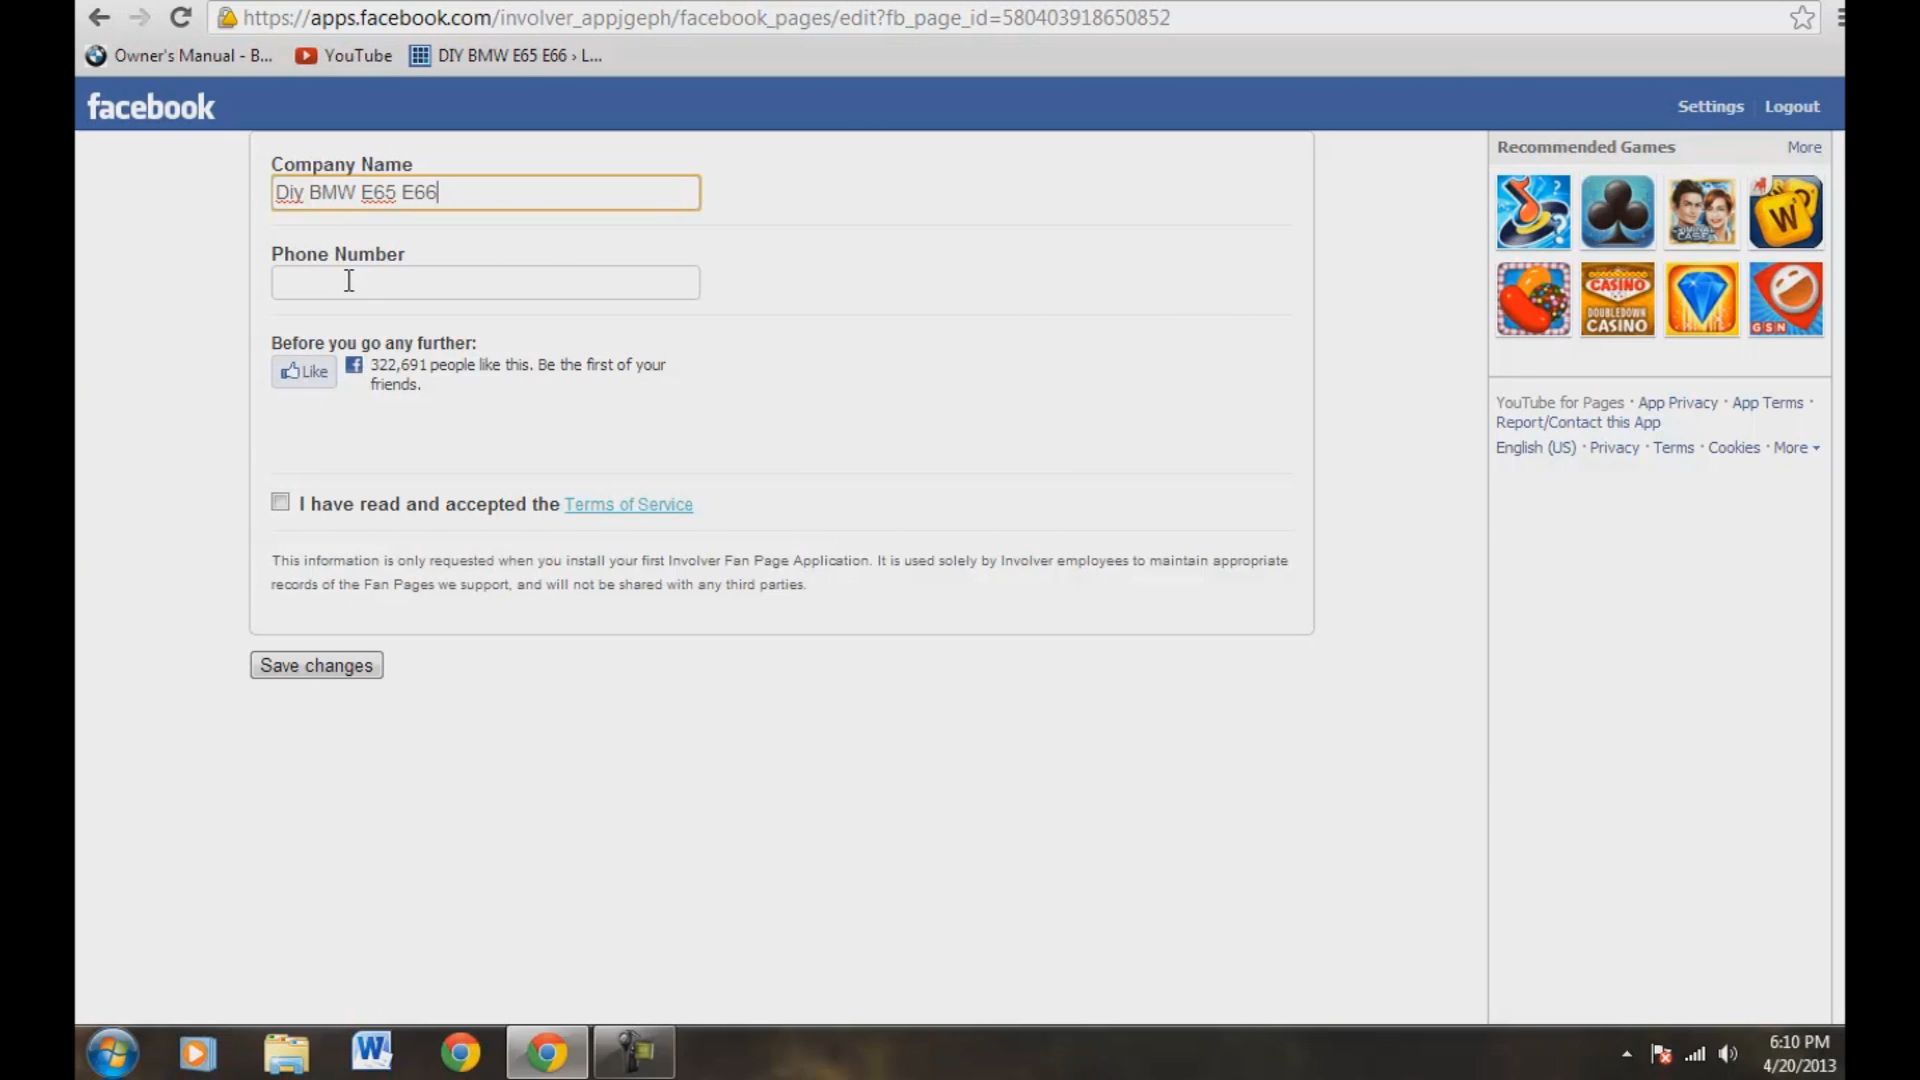 https://apps.facebook.com/involver_appjgeph/facebook_pages/edit?fb_page_id=580403918650852
Owner's Manual - B... YouTube DIY BMW E65 E66 › L...
facebook Settings Logout
Company Name
Diy BMW E65 E66
Phone Number
Before you go any further:
Like 322,691 people like this. Be the first of your
friends.
I have read and accepted the Terms of Service
This information is only requested when you install your first Involver Fan Page Application. It is used solely by Involver employees to maintain appropriate
records of the Fan Pages we support, and will not be shared with any third parties.
Save changes
Recommended Games More
W
CASINO
DOUBLEDOWN
CASINO
GSN
YouTube for Pages · App Privacy · App Terms ·
Report/Contact this App
English (US) · Privacy · Terms · Cookies · More
W
6:10 PM
4/20/2013